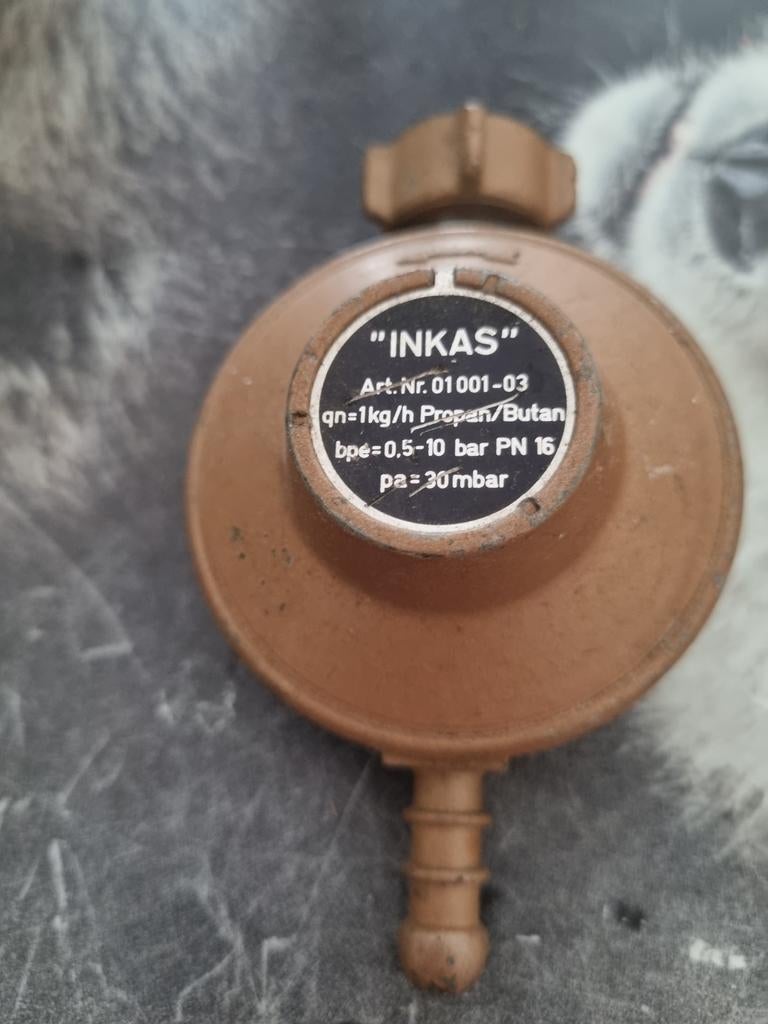 "INKAS"
Art. Nr. 01001-03
qn=1kg/h Propan/Butan
bpe=0,5-10 bar PN 16
pa=30mbar